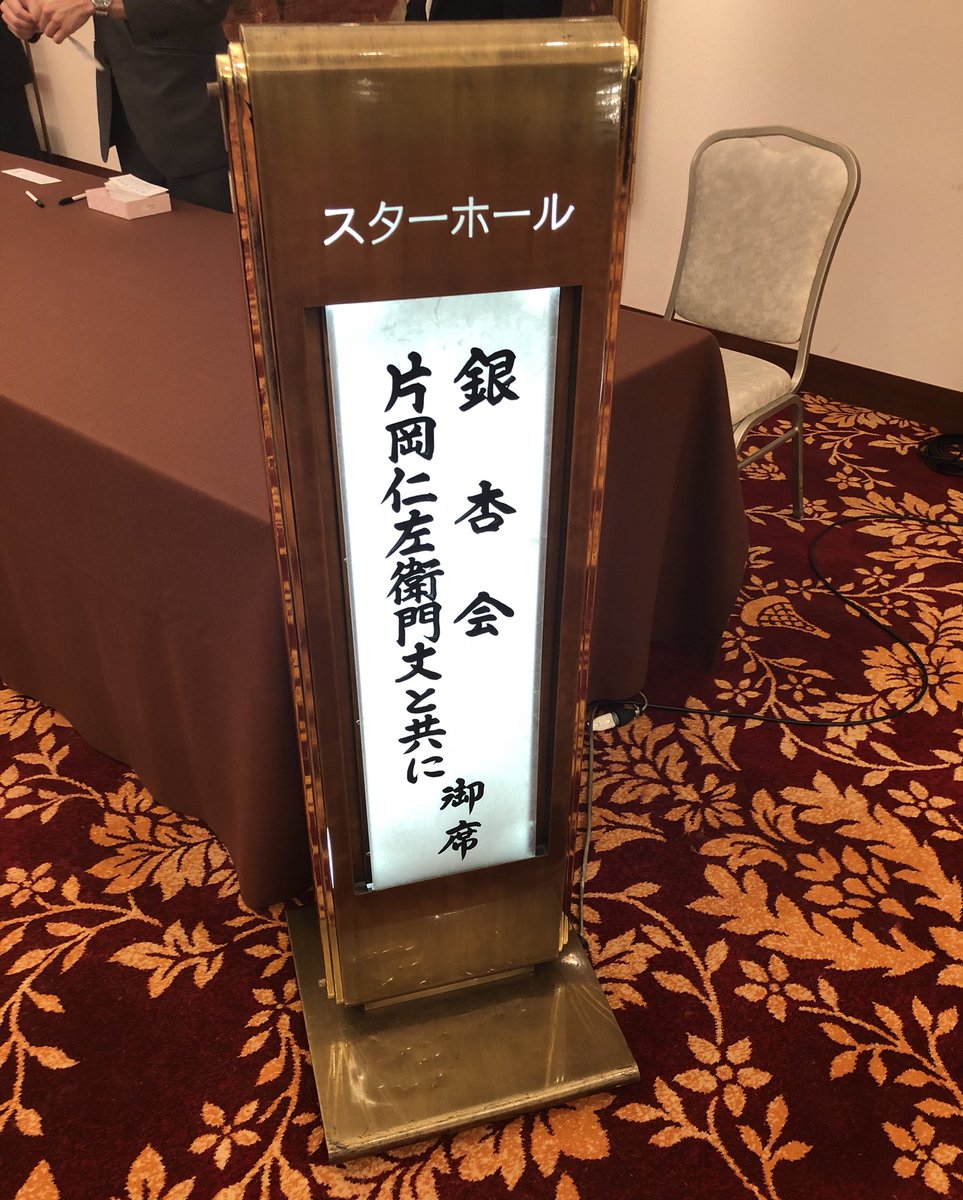 スターホール
銀杏会
片岡仁左衛門丈と共に
御席